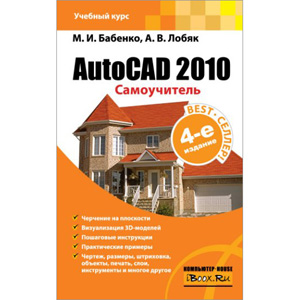 Учебный курс
М. И. Бабенко, А. В. Лобяк
AutoCAD 2010
Самоучитель
BEST-СЕЛЛЕР!
4-е
издание
Черчение на плоскости
Визуализация 3D-моделей
Пошаговые инструкции
Практические примеры
Чертеж, размеры, штриховка,
объекты, печать, слои,
инструменты и многое другое
КОМПЬЮТЕР-HOUSE
iBoox.Ru